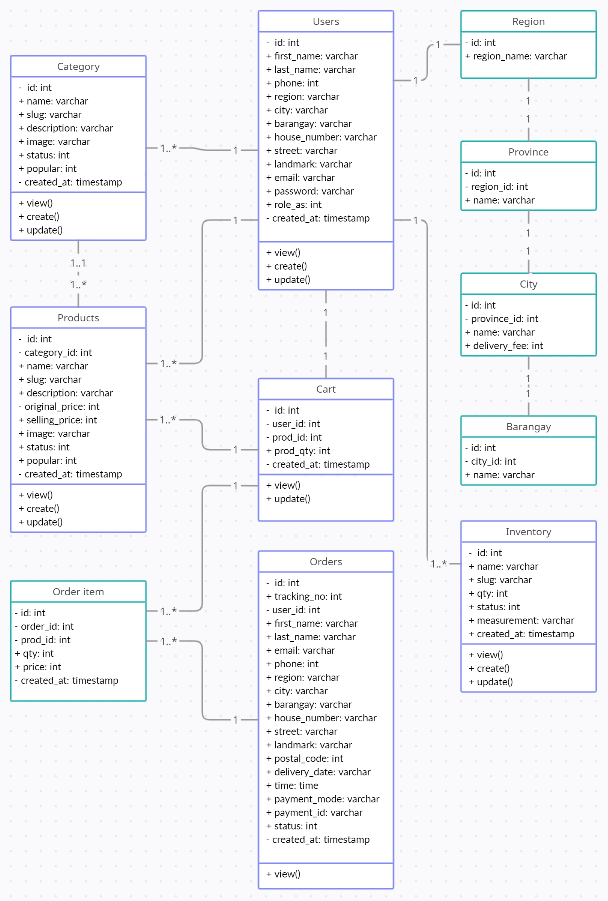 Users
- id: int
+ first_name: varchar
+ last_name: varchar
+ phone: int
+ region: varchar
+ city: varchar
+ barangay: varchar
+ house_number: varchar
+ street: varchar
+ landmark: varchar
+ email: varchar
+ password: varchar
+ role_as: int
- created_at: timestamp
+ view()
+ create()
+ update()
Region
- id: int
+ region_name: varchar
1
1
Category
- id: int
+ name: varchar
+ slug: varchar
+ description: varchar
+ image: varchar
+ status: int
+ popular: int
- created_at: timestamp
+ view()
+ create()
+ update()
1..*
1
1
1
Province
- id: int
- region_id: int
+ name: varchar
1
1
1
1
City
- id: int
- province_id: int
+ name: varchar
+ delivery_fee: int
1..1
1..*
Products
- id: int
- category_id: int
+ name: varchar
+ slug: varchar
+ description: varchar
- original_price: int
+ selling_price: int
+ image: varchar
+ status: int
+ popular: int
- created_at: timestamp
+ view()
+ create()
+ update()
1
1
1..*
1..*
1
Cart
- id: int
- user_id: int
- prod_id: int
+ prod_qty: int
- created_at: timestamp
+ view()
+ update()
1
1
Barangay
- id: int
- city_id: int
+ name: varchar
1
1..*
Inventory
- id: int
+ name: varchar
+ slug: varchar
+ qty: int
+ status: int
+ measurement: varchar
+ created_at: timestamp
+ view()
+ create()
+ update()
Order item
- id: int
- order_id: int
- prod_id: int
+ qty: int
+ price: int
- created_at: timestamp
1..*
1..*
1
Orders
- id: int
+ tracking_no: int
- user_id: int
+ first_name: varchar
+ last_name: varchar
+ email: varchar
+ phone: int
+ region: varchar
+ city: varchar
+ barangay: varchar
+ house_number: varchar
+ street: varchar
+ landmark: varchar
+ postal_code: int
+ delivery_date: varchar
+ time: time
+ payment_mode: varchar
+ payment_id: varchar
+ status: int
- created_at: timestamp
+ view()